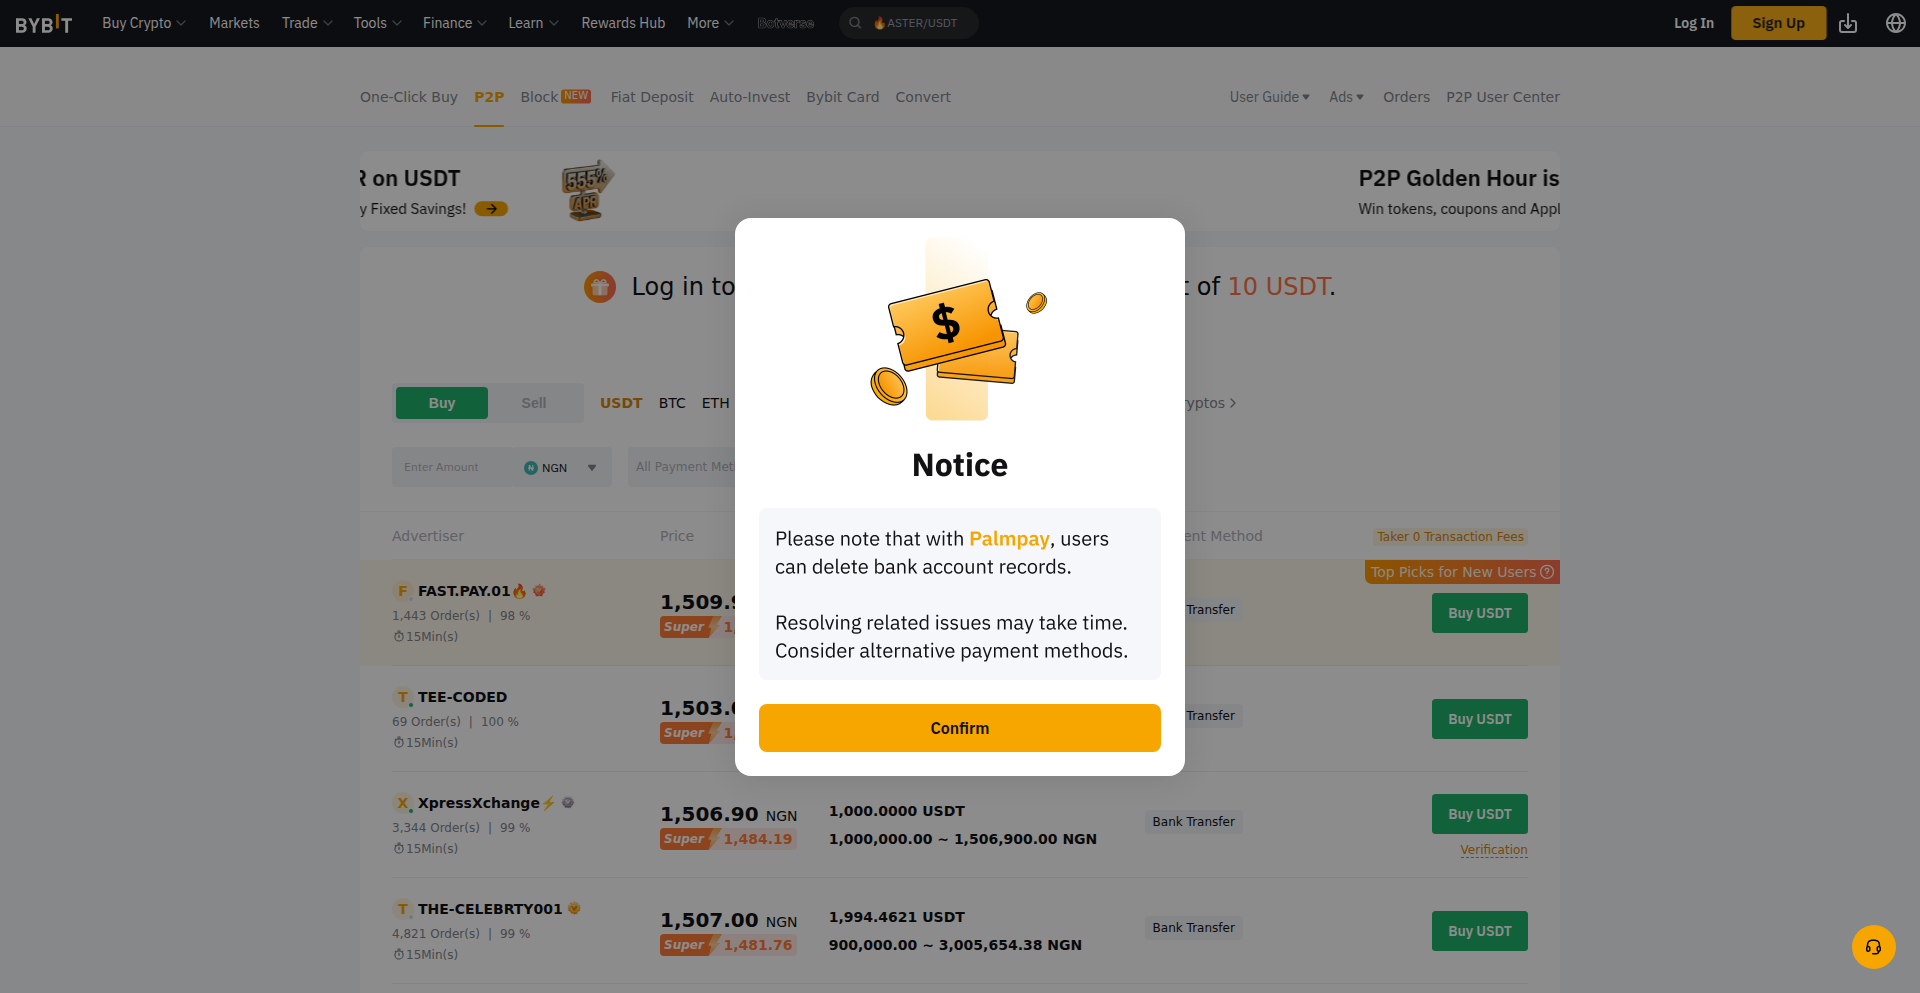 BYBIT
Buy Crypto
Markets
Trade
Tools
Finance
Learn
Rewards Hub
More
Botverse
ASTER/USDT
Log In
Sign Up
One-Click Buy
P2P
Block NEW
Fiat Deposit
Auto-Invest
Bybit Card
Convert
User Guide
Ads
Orders
P2P User Center
R on USDT
y Fixed Savings!
555%
APR
P2P Golden Hour is
Win tokens, coupons and Appl
Log in to
t of 10 USDT.
Buy
Sell
USDT
BTC
ETH
ryptos
Enter Amount
NGN
All Payment Met
Advertiser
Price
ent Method
Taker 0 Transaction Fees
Top Picks for New Users
F FAST.PAY.01🔥
1,443 Order(s) | 98 %
15Min(s)
1,509.9
Super 1,
Transfer
Buy USDT
T TEE-CODED
69 Order(s) | 100 %
15Min(s)
1,503.
Super 1,
Transfer
Buy USDT
X XpressXchange⚡
3,344 Order(s) | 99 %
15Min(s)
1,506.90 NGN
Super 1,484.19
1,000.0000 USDT
1,000,000.00 ~ 1,506,900.00 NGN
Bank Transfer
Buy USDT
Verification
T THE-CELEBRTY001
4,821 Order(s) | 99 %
15Min(s)
1,507.00 NGN
Super 1,481.76
1,994.4621 USDT
900,000.00 ~ 3,005,654.38 NGN
Bank Transfer
Buy USDT
$
Notice
Please note that with Palmpay, users
can delete bank account records.
Resolving related issues may take time.
Consider alternative payment methods.
Confirm